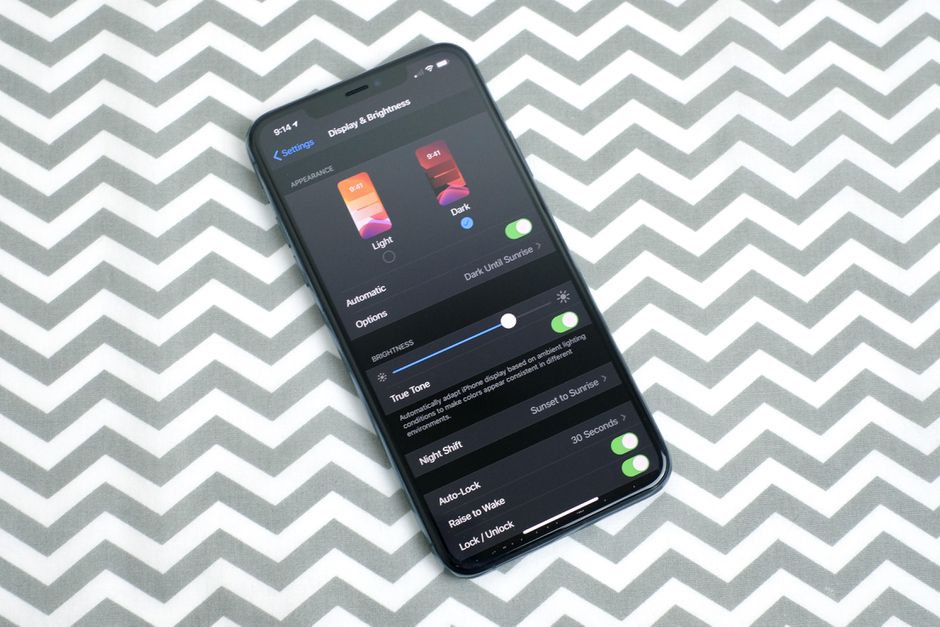 9:14
Settings
Display & Brightness
APPEARANCE
9:41
9:41
Light
Dark
Automatic
Options
Dark Until Sunrise
BRIGHTNESS
True Tone
Automatically adapt iPhone display based on ambient lighting
conditions to make colors appear consistent in different
environments.
Night Shift
Sunset to Sunrise
Auto-Lock
30 Seconds
Raise to Wake
Lock / Unlock